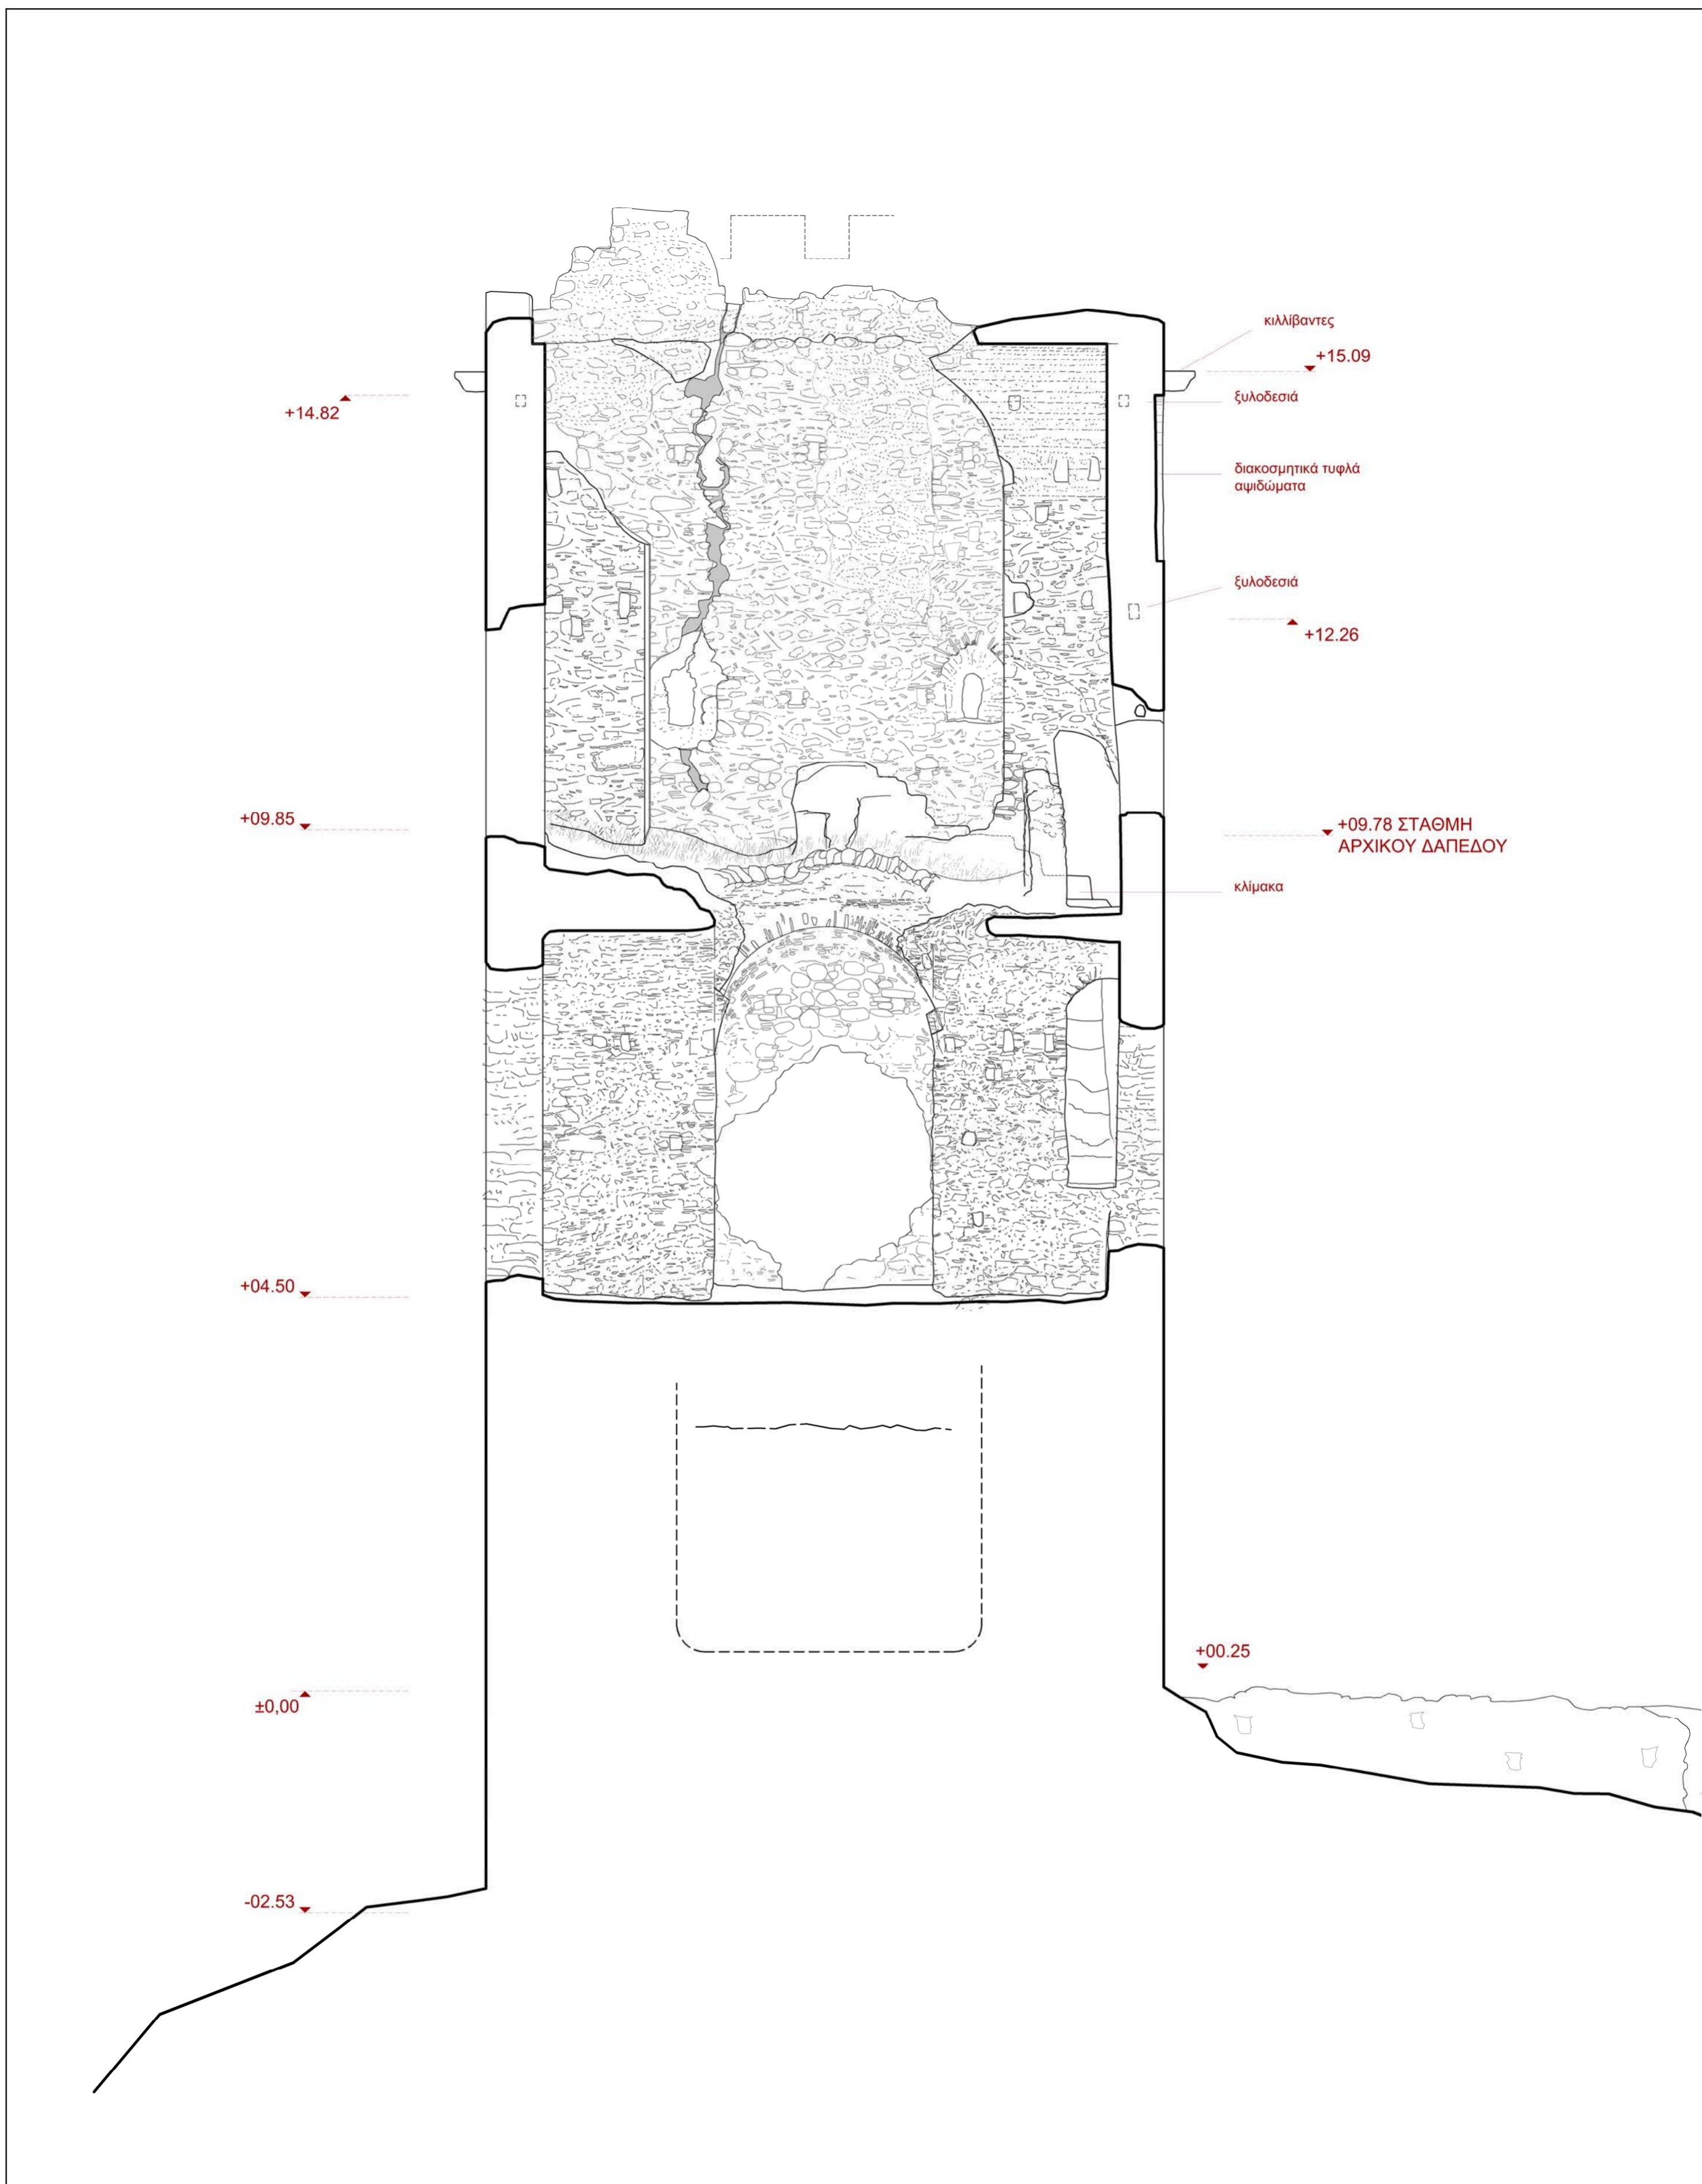 κιλλίβαντες
+15.09
ξυλοδεσιά
+14.82
διακοσμητικά τυφλά
αψιδώματα
ξυλοδεσιά
+12.26
+09.85
+09.78 ΣΤΑΘΜΗ
ΑΡΧΙΚΟΥ ΔΑΠΕΔΟΥ
κλίμακα
+04.50
+00.25
±0,00
-02.53